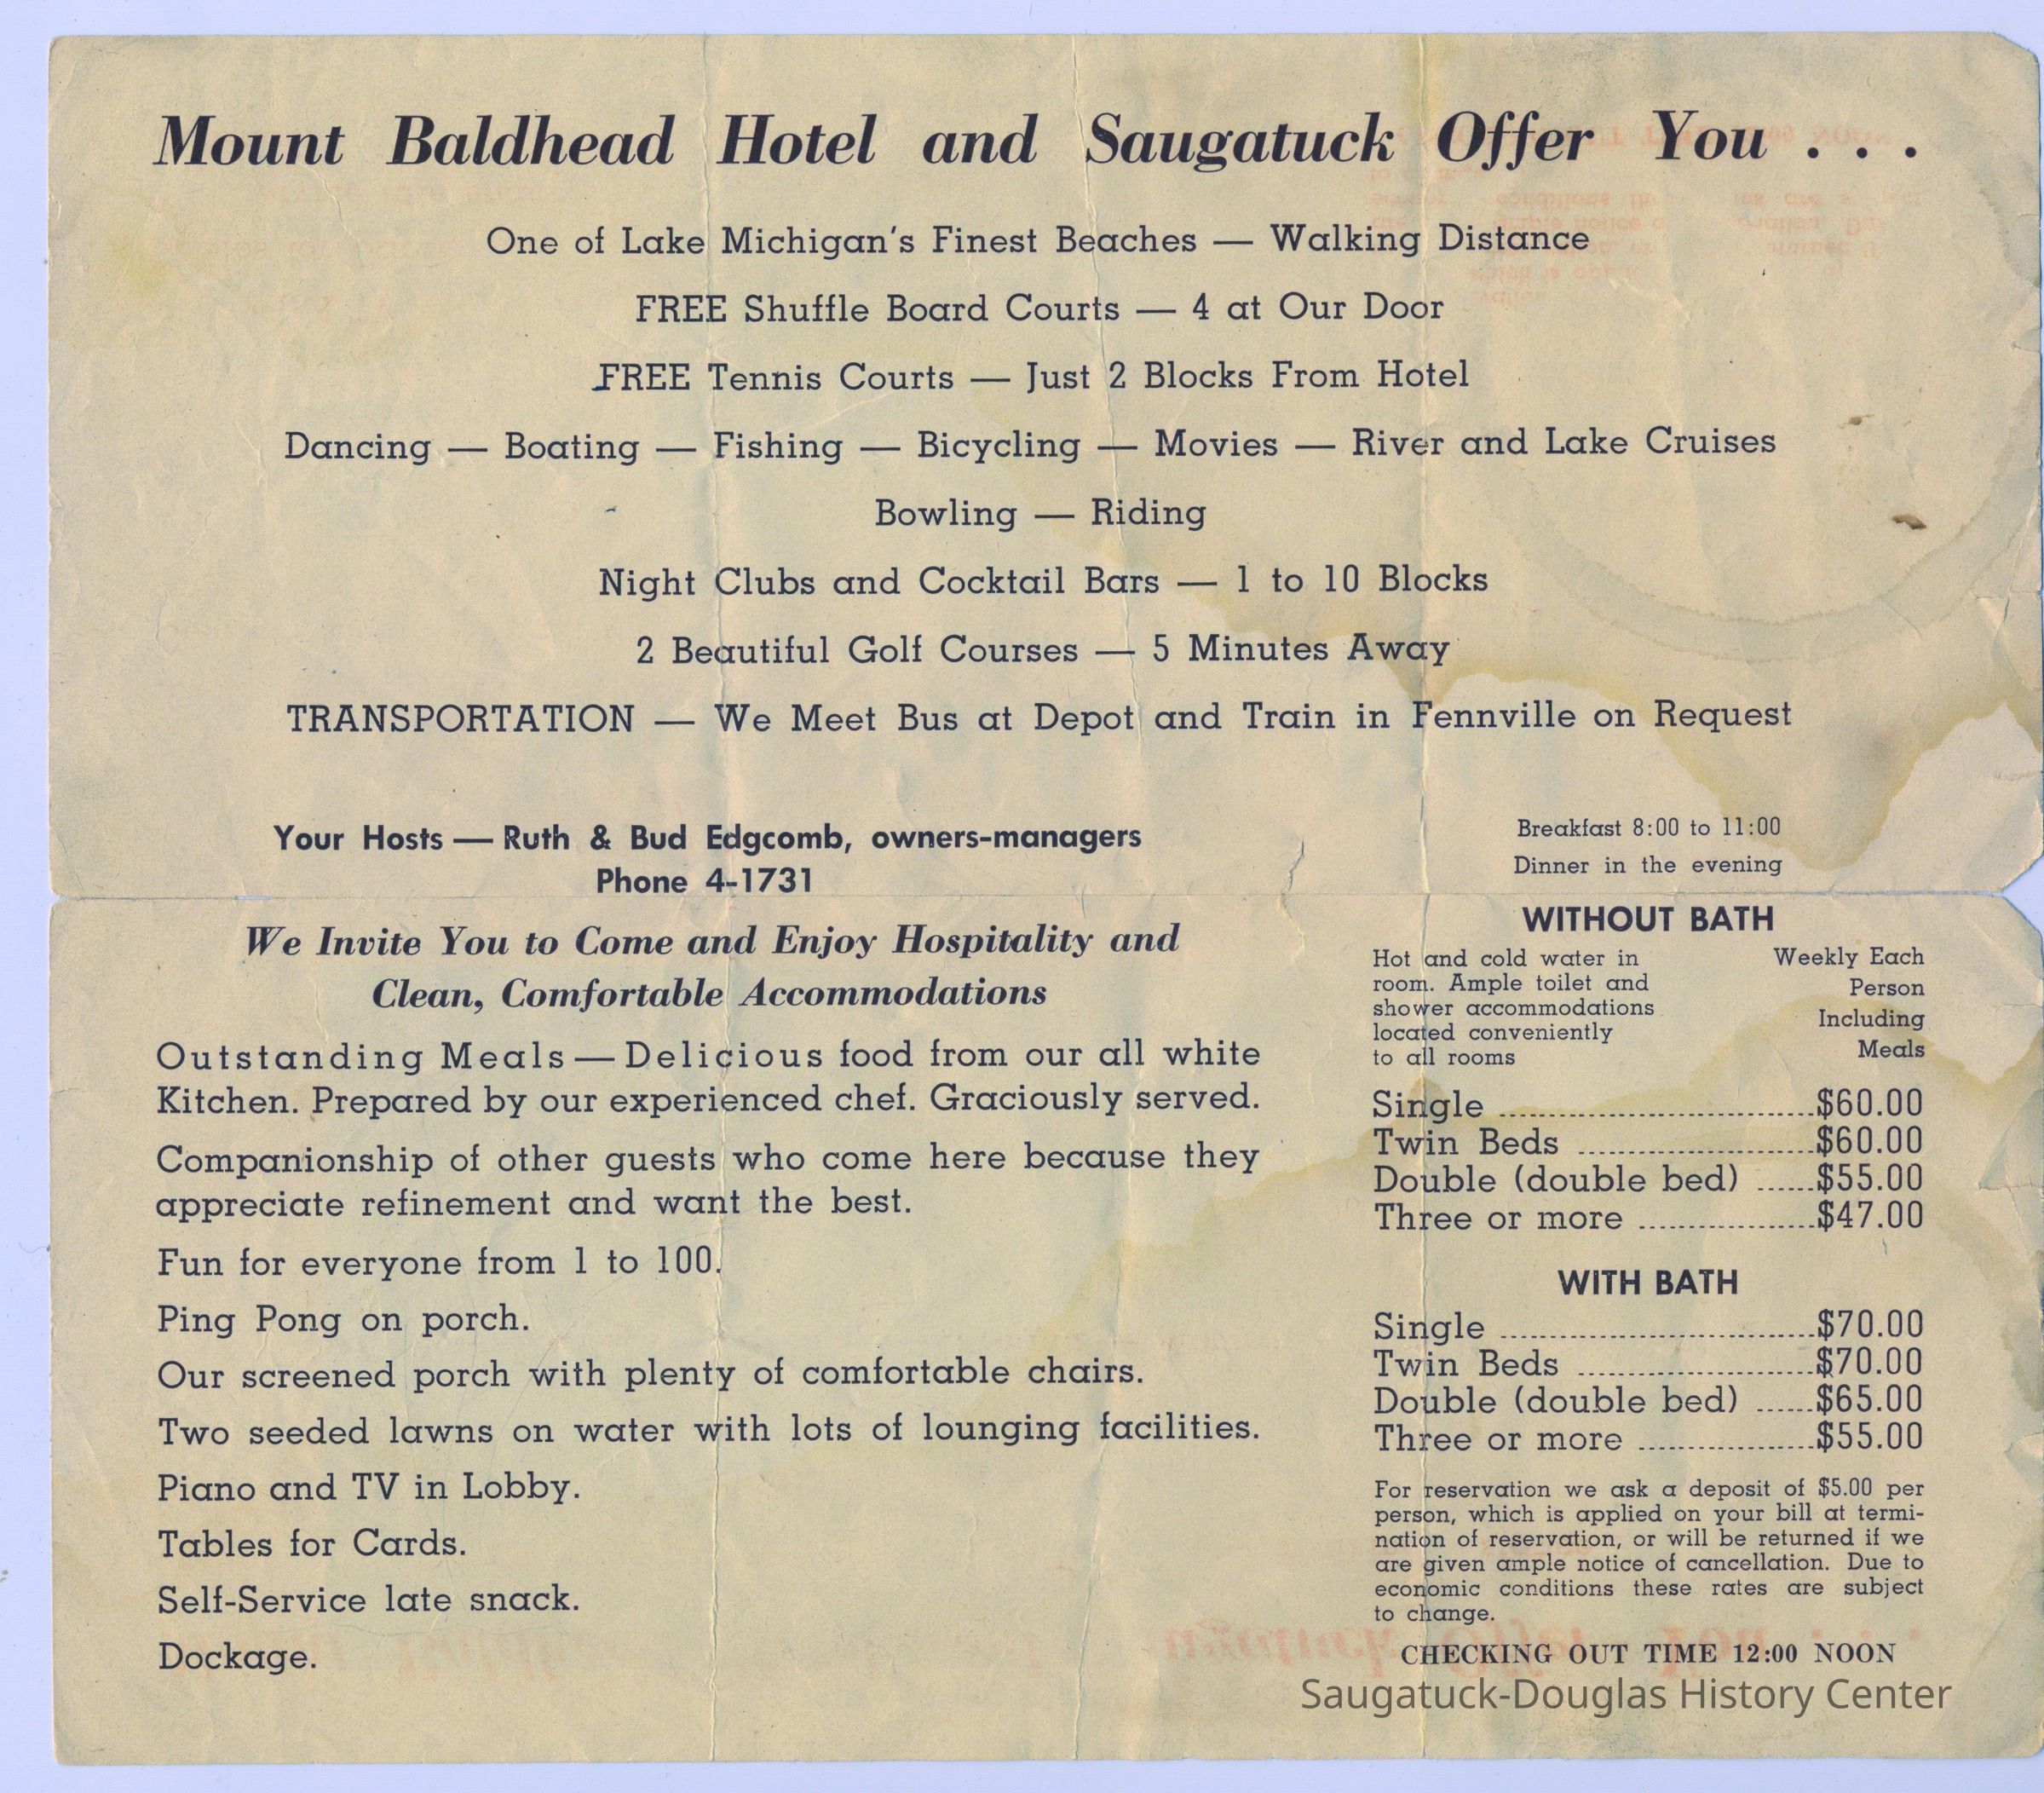 Mount Baldhead Hotel and Saugatuck Offer You . . .
One of Lake Michigan's Finest Beaches — Walking Distance
FREE Shuffle Board Courts — 4 at Our Door
FREE Tennis Courts — Just 2 Blocks From Hotel
Dancing — Boating — Fishing — Bicycling — Movies — River and Lake Cruises
Bowling — Riding
Night Clubs and Cocktail Bars — 1 to 10 Blocks
2 Beautiful Golf Courses — 5 Minutes Away
TRANSPORTATION — We Meet Bus at Depot and Train in Fennville on Request
Your Hosts — Ruth & Bud Edgcomb, owners-managers
Phone 4-1731
We Invite You to Come and Enjoy Hospitality and
Clean, Comfortable Accommodations
Outstanding Meals — Delicious food from our all white
Kitchen. Prepared by our experienced chef. Graciously served.
Companionship of other guests who come here because they
appreciate refinement and want the best.
Fun for everyone from 1 to 100.
Ping Pong on porch.
Our screened porch with plenty of comfortable chairs.
Two seeded lawns on water with lots of lounging facilities.
Piano and TV in Lobby.
Tables for Cards.
Self-Service late snack.
Dockage.
Breakfast 8:00 to 11:00
Dinner in the evening
WITHOUT BATH
Hot and cold water in
room. Ample toilet and
shower accommodations
located conveniently
to all rooms
Weekly Each
Person
Including
Meals
Single ................................$60.00
Twin Beds ........................$60.00
Double (double bed) ......$55.00
Three or more ..................$47.00
WITH BATH
Single ................................$70.00
Twin Beds ........................$70.00
Double (double bed) ......$65.00
Three or more ..................$55.00
For reservation we ask a deposit of $5.00 per
person, which is applied on your bill at termi-
nation of reservation, or will be returned if we
are given ample notice of cancellation. Due to
economic conditions these rates are subject
to change.
CHECKING OUT TIME 12:00 NOON
Saugatuck-Douglas History Center